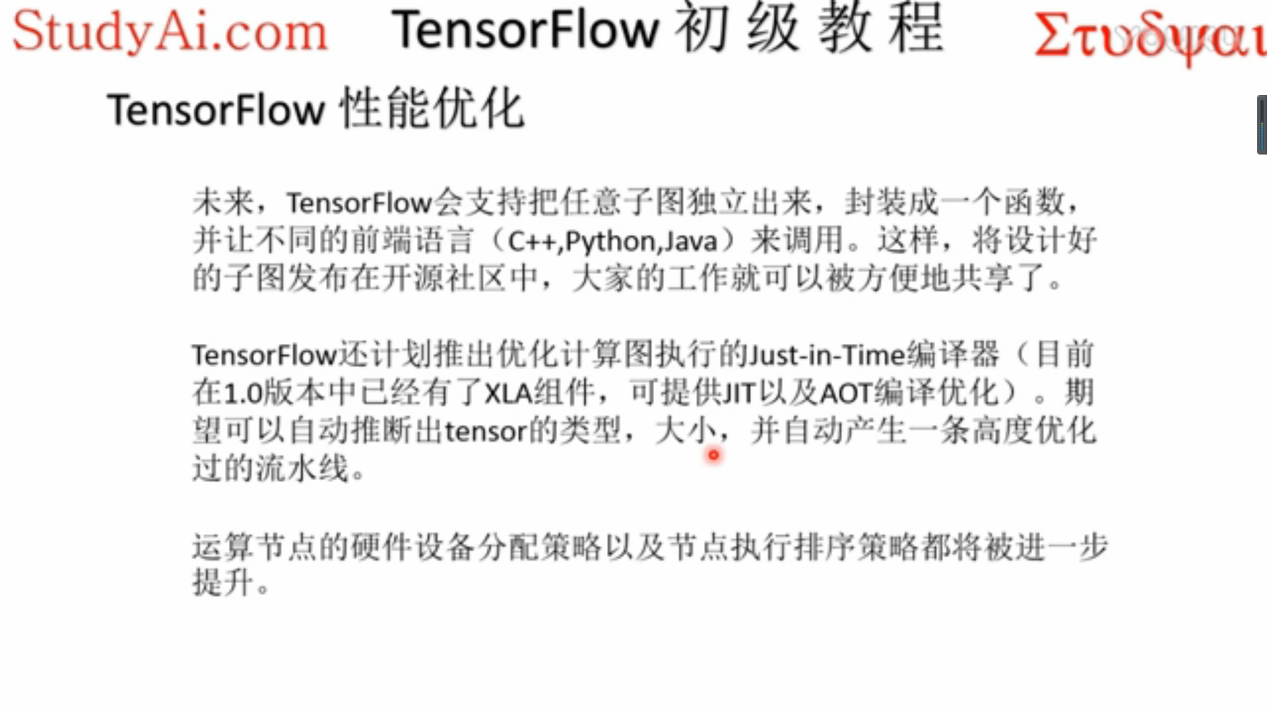 StudyAi.com
TensorFlow 初 级 教 程
Στυδψαι
TensorFlow 性能优化
未来，TensorFlow会支持把任意子图独立出来，封装成一个函数，
并让不同的前端语言（C++,Python,Java）来调用。这样，将设计好
的子图发布在开源社区中，大家的工作就可以被方便地共享了。
TensorFlow还计划推出优化计算图执行的Just-in-Time编译器（目前
在1.0版本中已经有了XLA组件，可提供JIT以及AOT编译优化）。期
望可以自动推断出tensor的类型，大小，并自动产生一条高度优化
过的流水线。
运算节点的硬件设备分配策略以及节点执行排序策略都将被进一步
提升。